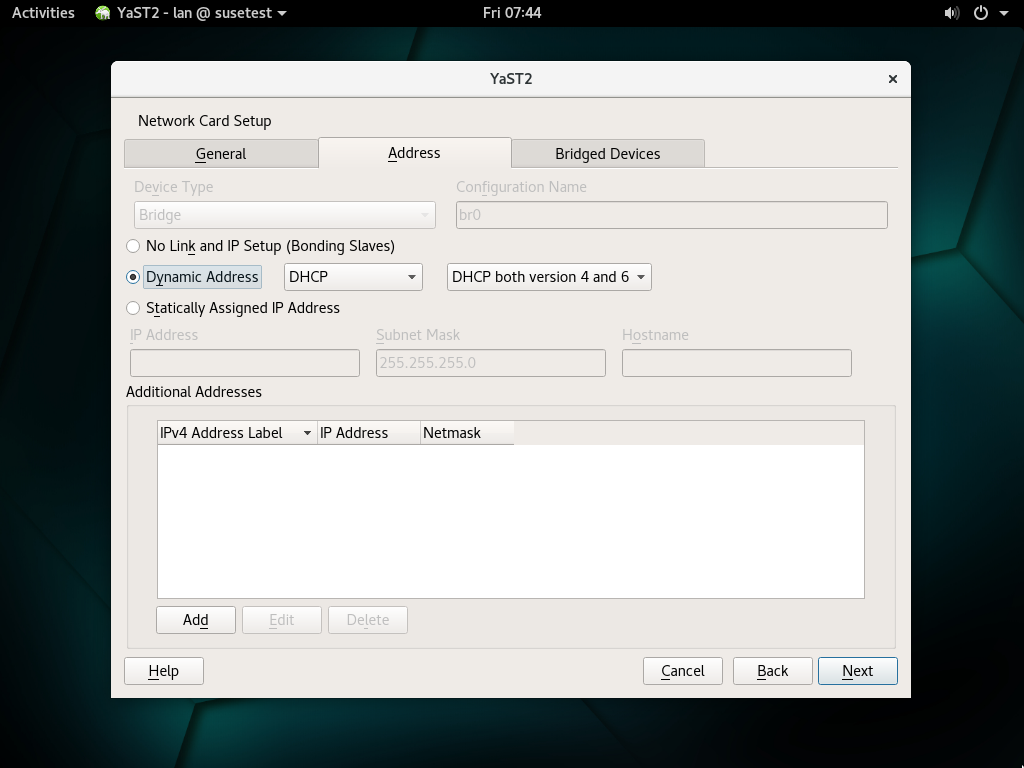 Activities YaST2 - lan @ susetest Fri 07:44
YaST2
Network Card Setup
General Address Bridged Devices
Device Type Configuration Name
Bridge br0
No Link and IP Setup (Bonding Slaves)
Dynamic Address DHCP DHCP both version 4 and 6
Statically Assigned IP Address
IP Address Subnet Mask Hostname
255.255.255.0
Additional Addresses
IPv4 Address Label IP Address Netmask
Add Edit Delete
Help Cancel Back Next